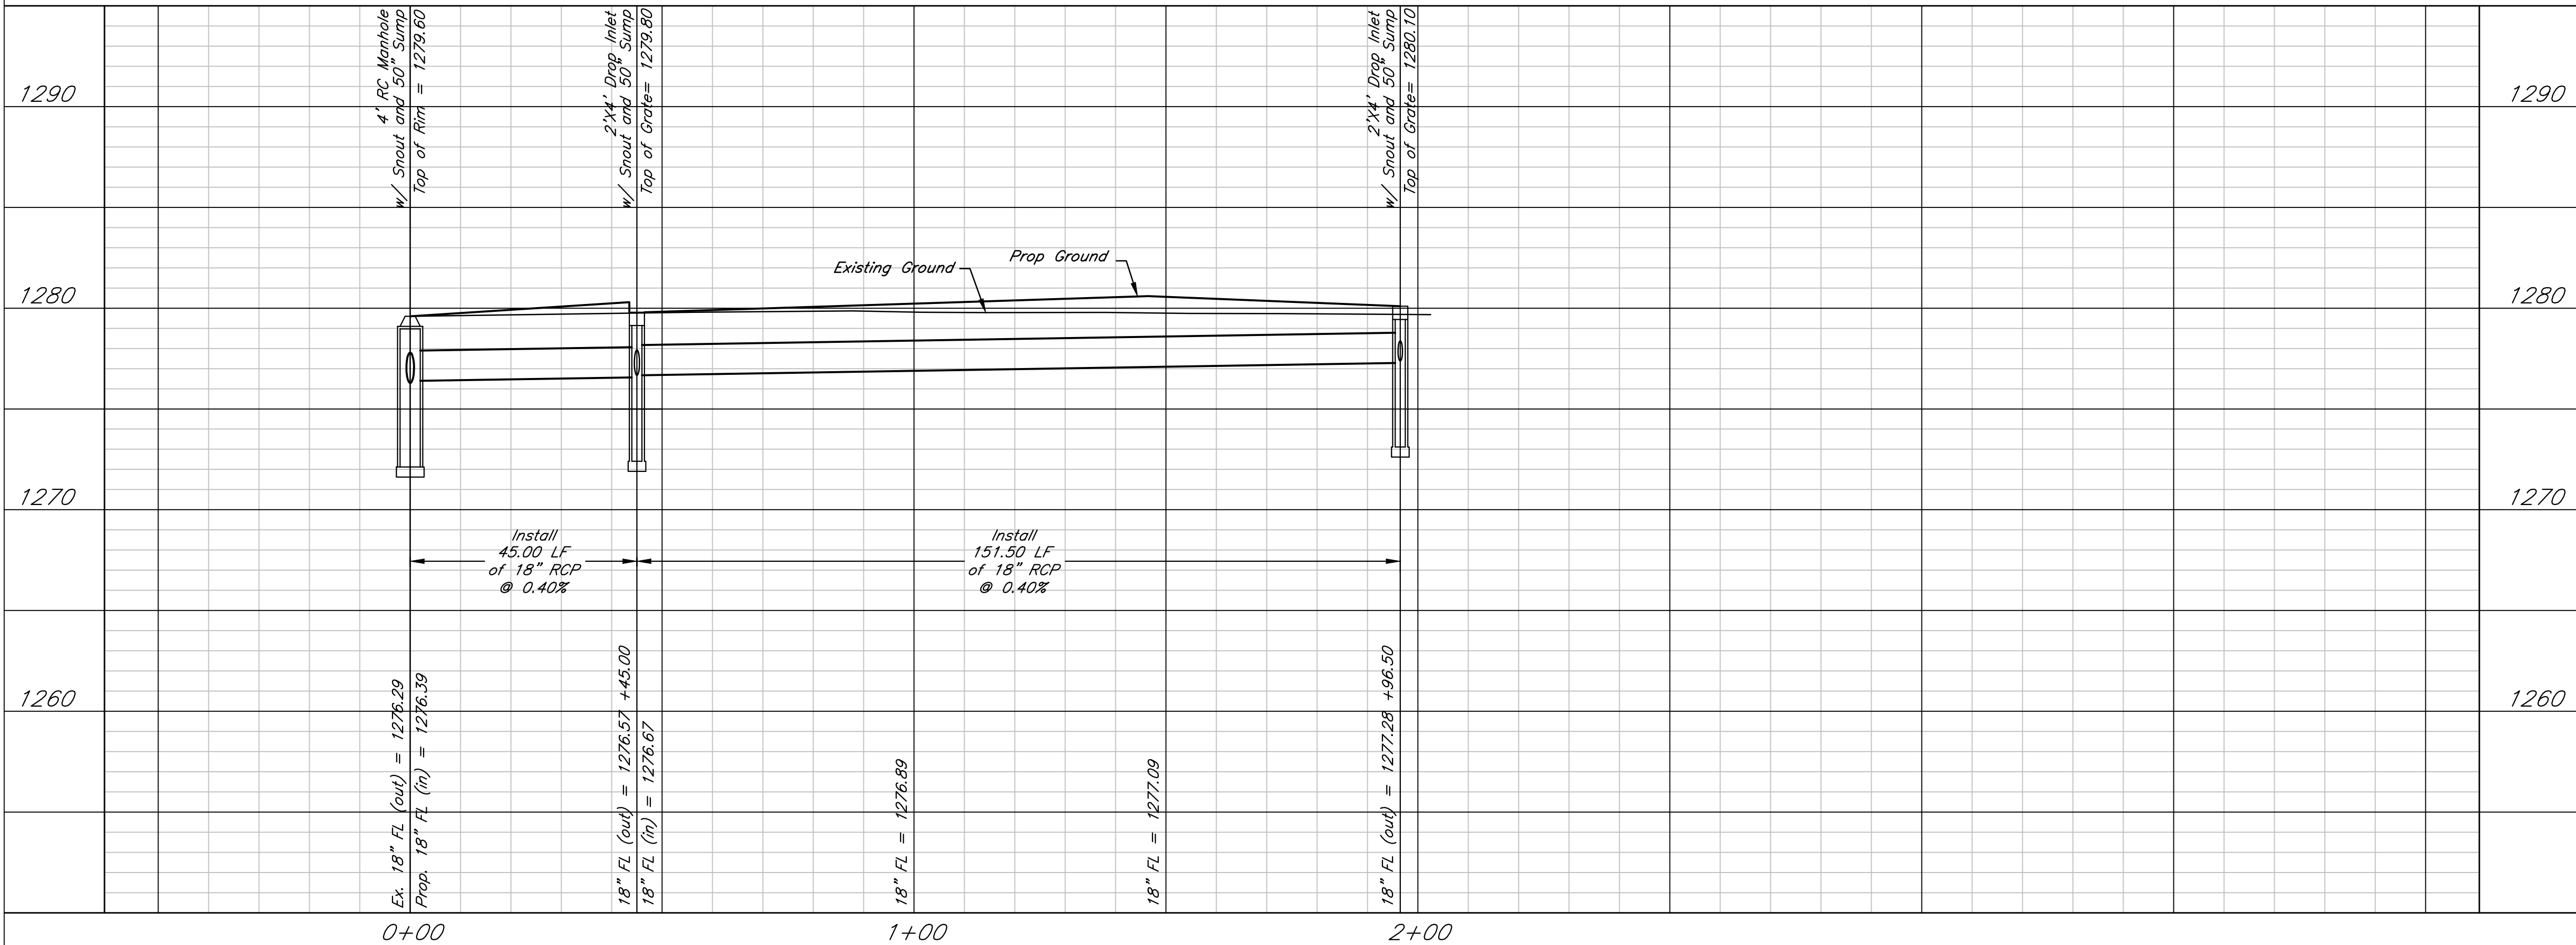 4' RC Manhole
w/ Snout and 50" Sump
Top of Rim = 1279.60
2'X4' Drop Inlet
w/ Snout and 50" Sump
Top of Grate= 1279.80
2'X4' Drop Inlet
w/ Snout and 50" Sump
Top of Grate= 1280.10
1290
1290
1280
1280
1270
1270
1260
1260
Existing Ground
Prop Ground
Install
45.00 LF
of 18" RCP
@ 0.40%
Install
151.50 LF
of 18" RCP
@ 0.40%
Ex. 18" FL (out) = 1276.29
Prop. 18" FL (in) = 1276.39
18" FL (out) = 1276.57 +45.00
18" FL (in) = 1276.67
18" FL = 1276.89
18" FL = 1277.09
18" FL (out) = 1277.28 +96.50
0+00
1+00
2+00